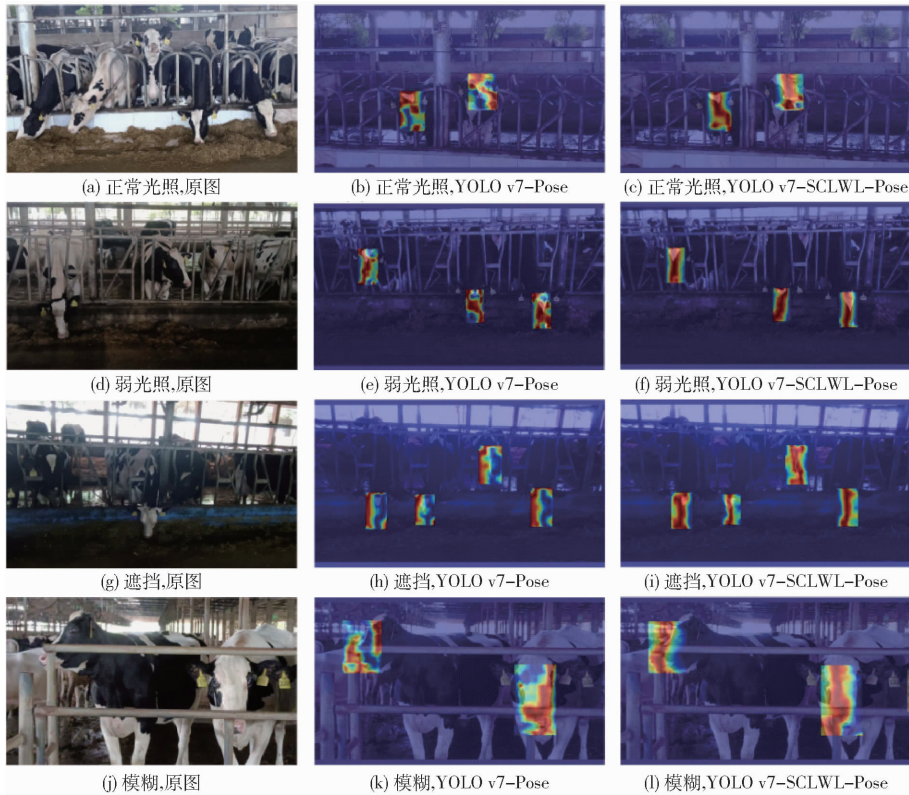 (a) 正常光照,原图
(b) 正常光照,YOLO v7-Pose
(c) 正常光照,YOLO v7-SCLWL-Pose
(d) 弱光照,原图
(e) 弱光照,YOLO v7-Pose
(f) 弱光照,YOLO v7-SCLWL-Pose
(g) 遮挡,原图
(h) 遮挡,YOLO v7-Pose
(i) 遮挡,YOLO v7-SCLWL-Pose
(j) 模糊,原图
(k) 模糊,YOLO v7-Pose
(l) 模糊,YOLO v7-SCLWL-Pose